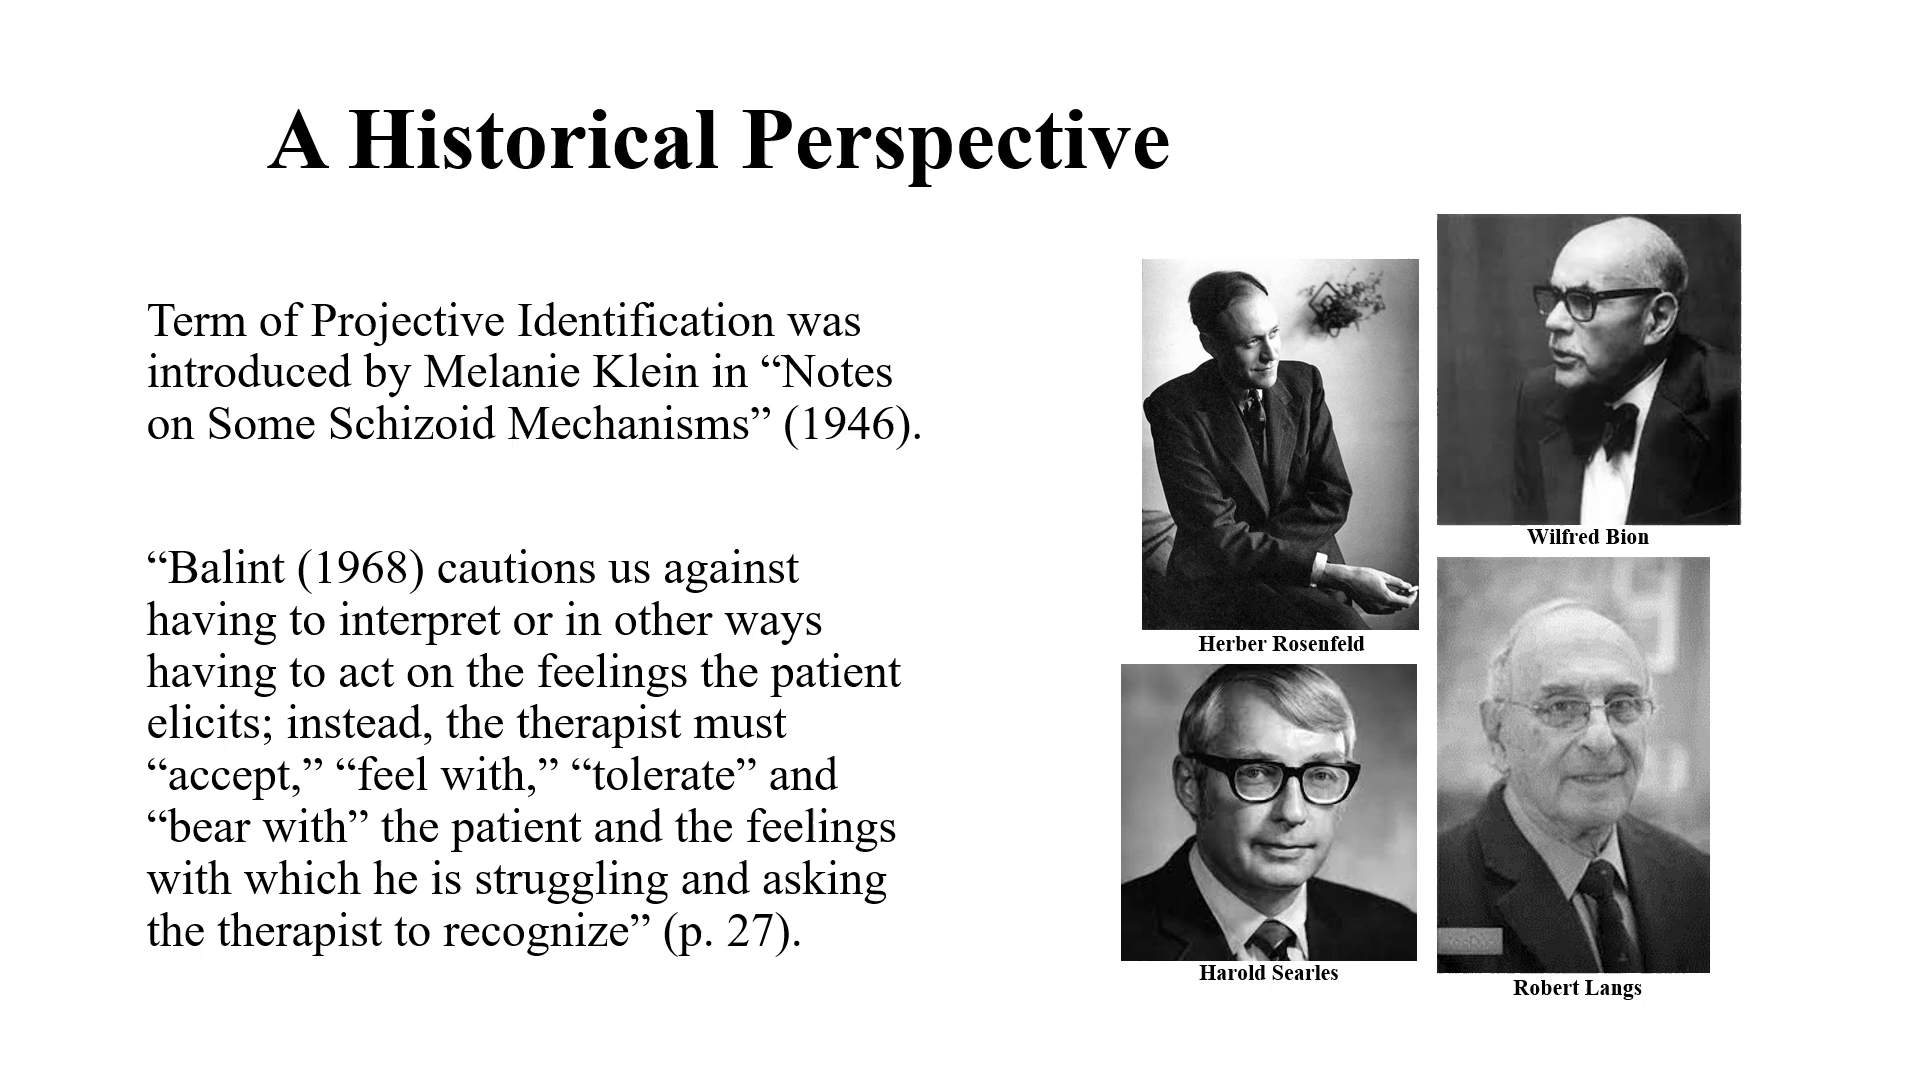 A Historical Perspective
Term of Projective Identification was
introduced by Melanie Klein in “Notes
on Some Schizoid Mechanisms” (1946).
“Balint (1968) cautions us against
having to interpret or in other ways
having to act on the feelings the patient
elicits; instead, the therapist must
“accept,” “feel with,” “tolerate” and
“bear with” the patient and the feelings
with which he is struggling and asking
the therapist to recognize” (p. 27).
Wilfred Bion
Herber Rosenfeld
Harold Searles
Robert Langs